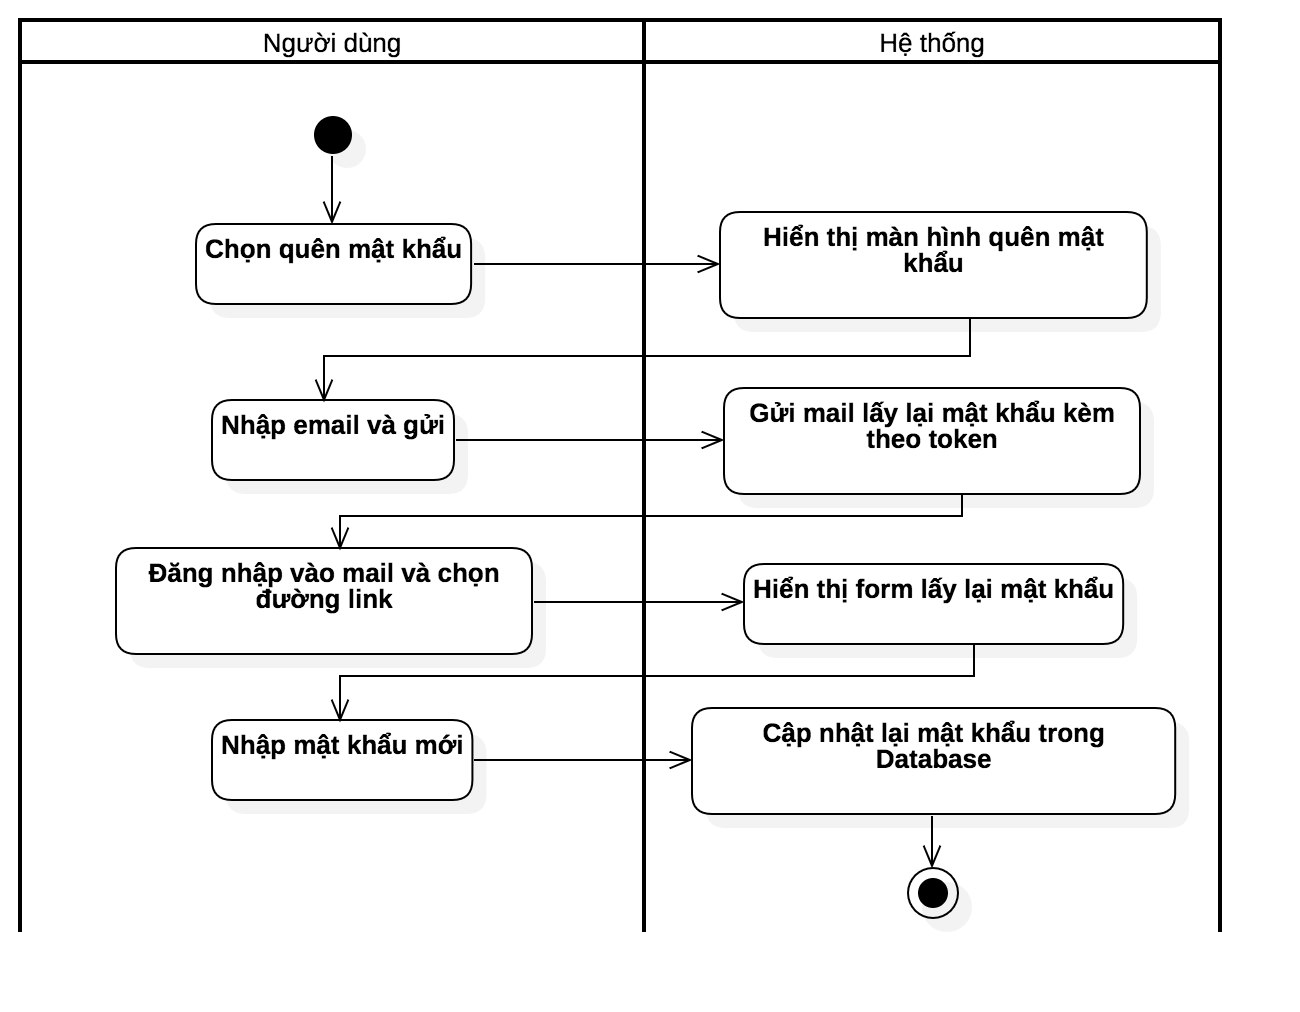 Người dùng
Hệ thống
Chọn quên mật khẩu
Hiển thị màn hình quên mật
khẩu
Nhập email và gửi
Gửi mail lấy lại mật khẩu kèm
theo token
Đăng nhập vào mail và chọn
đường link
Hiển thị form lấy lại mật khẩu
Nhập mật khẩu mới
Cập nhật lại mật khẩu trong
Database